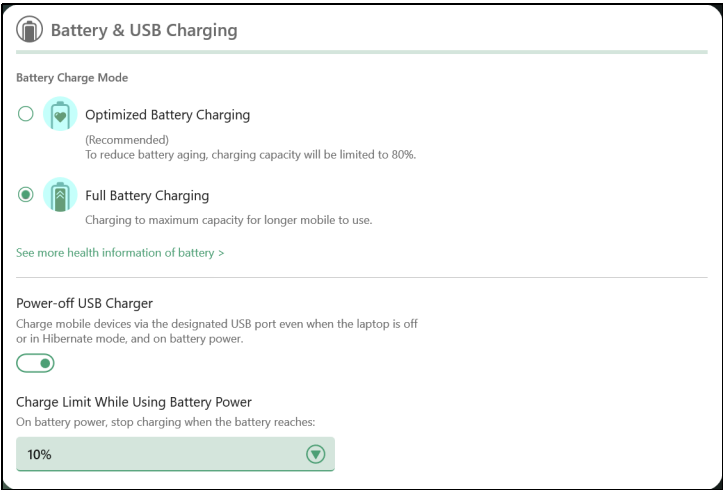 Battery & USB Charging
Battery Charge Mode
Optimized Battery Charging
(Recommended)
To reduce battery aging, charging capacity will be limited to 80%.
Full Battery Charging
Charging to maximum capacity for longer mobile to use.
See more health information of battery >
Power-off USB Charger
Charge mobile devices via the designated USB port even when the laptop is off
or in Hibernate mode, and on battery power.
Charge Limit While Using Battery Power
On battery power, stop charging when the battery reaches:
10%